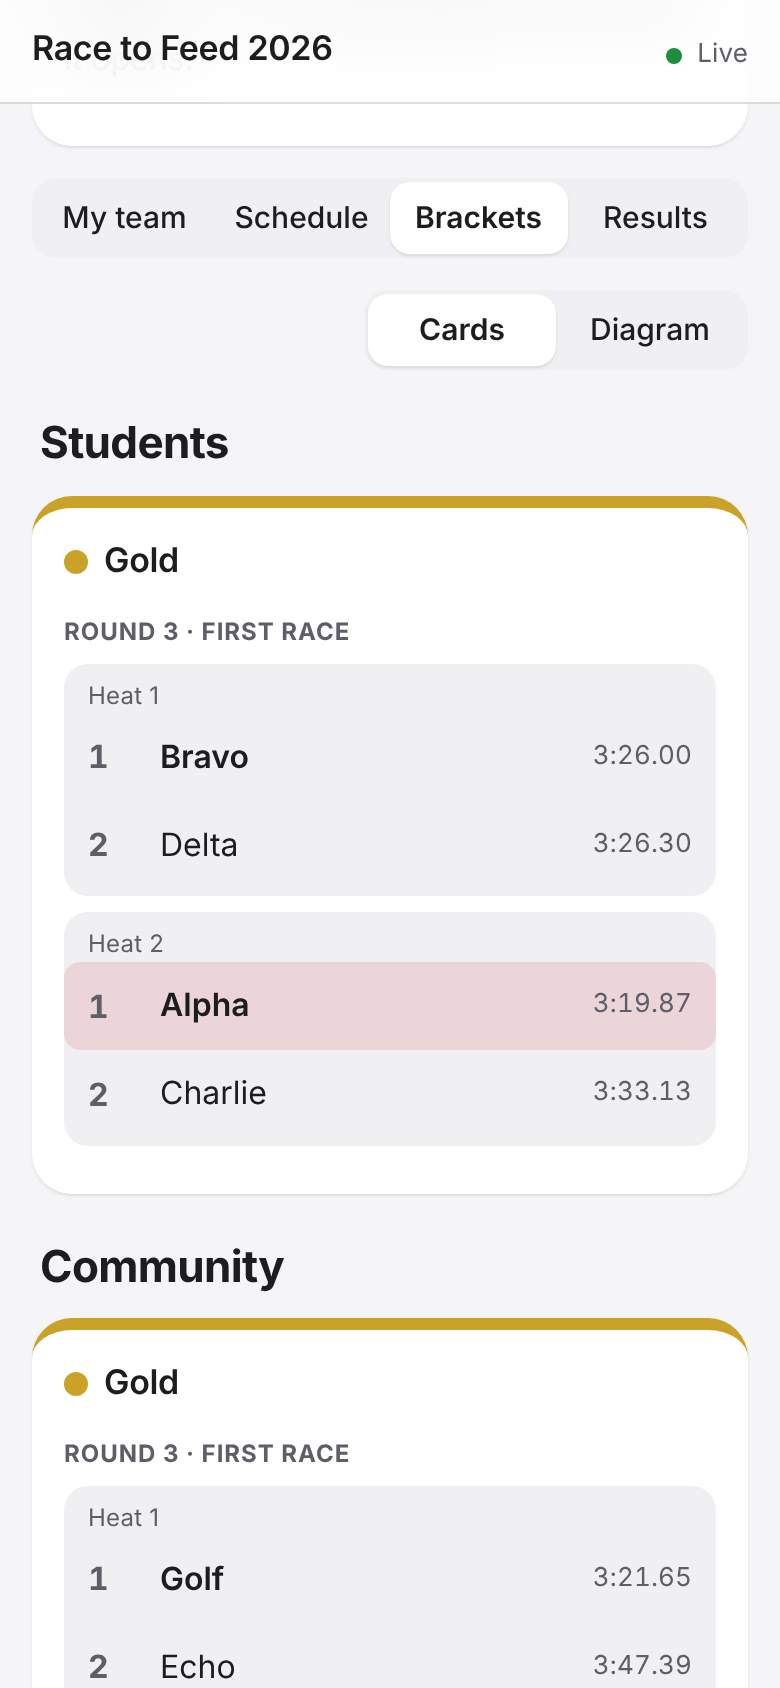 Race to Feed 2026
Live
My team Schedule Brackets Results
Cards Diagram
Students
Gold
ROUND 3 · FIRST RACE
Heat 1
1 Bravo 3:26.00
2 Delta 3:26.30
Heat 2
1 Alpha 3:19.87
2 Charlie 3:33.13
Community
Gold
ROUND 3 · FIRST RACE
Heat 1
1 Golf 3:21.65
2 Echo 3:47.39